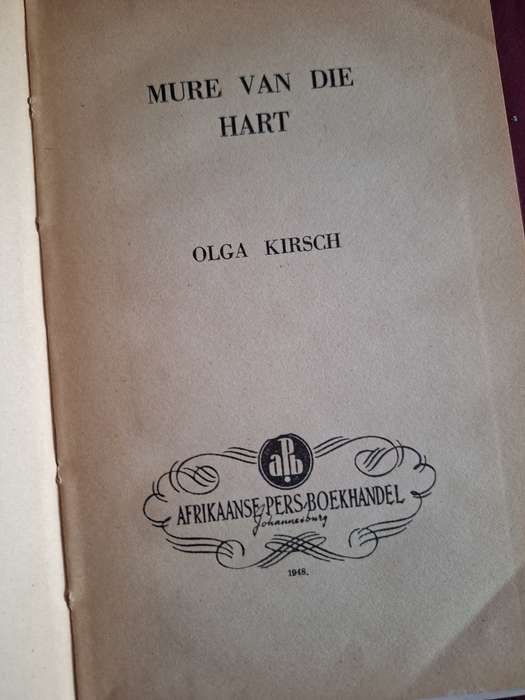 MURE VAN DIE
HART
OLGA KIRSCH
apb
AFRIKAANSE PERS-BOEKHANDEL
Johannesburg
1948.